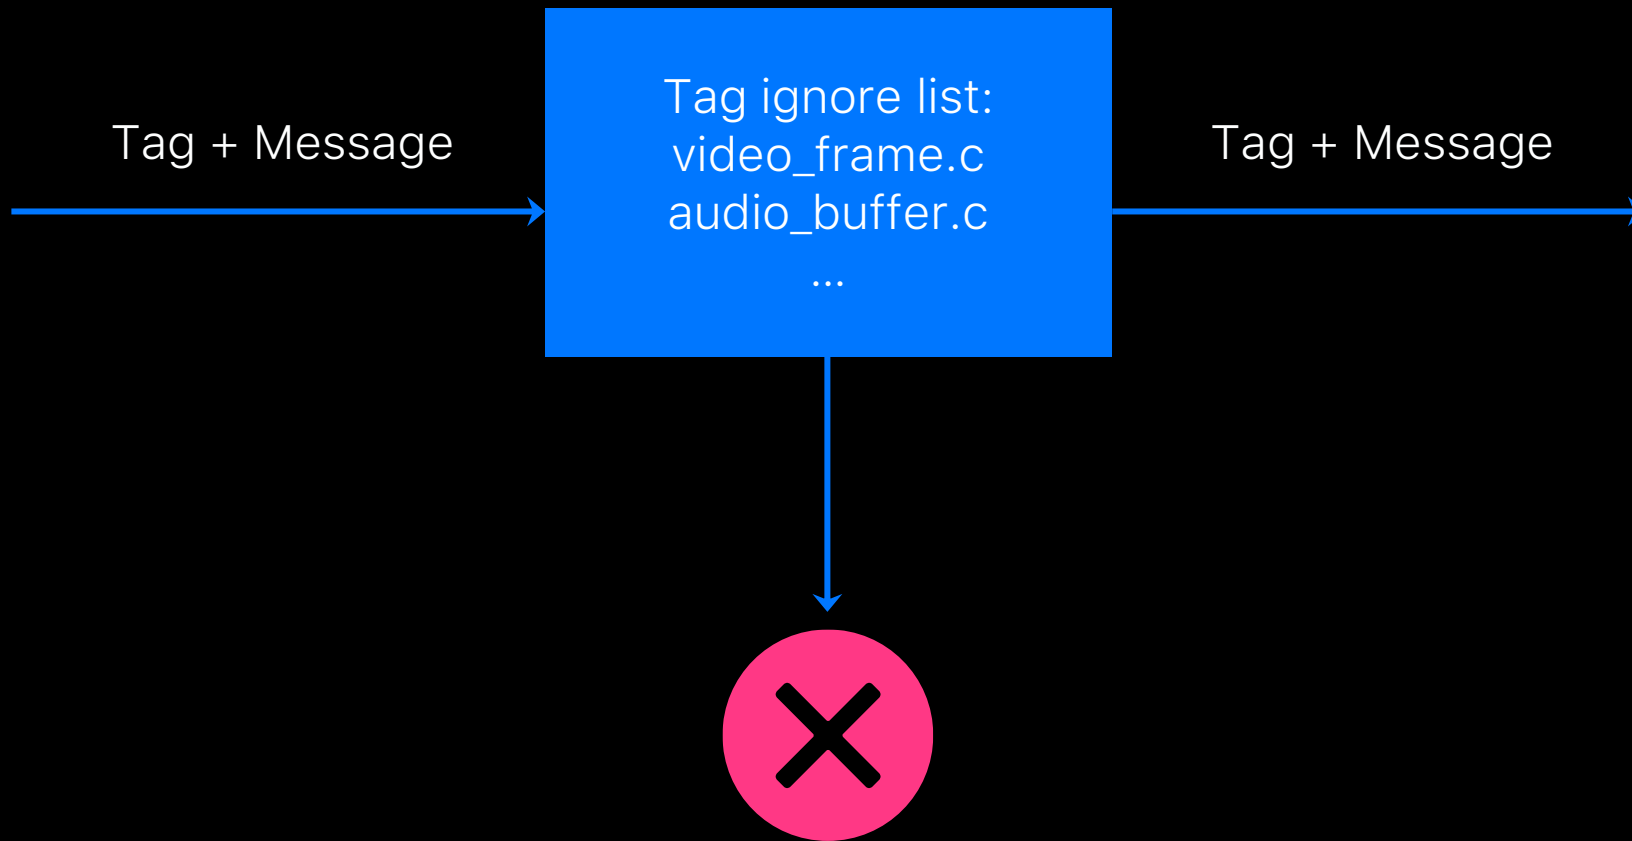 Tag + Message
Tag ignore list:
video_frame.c
audio_buffer.c
...
Tag + Message